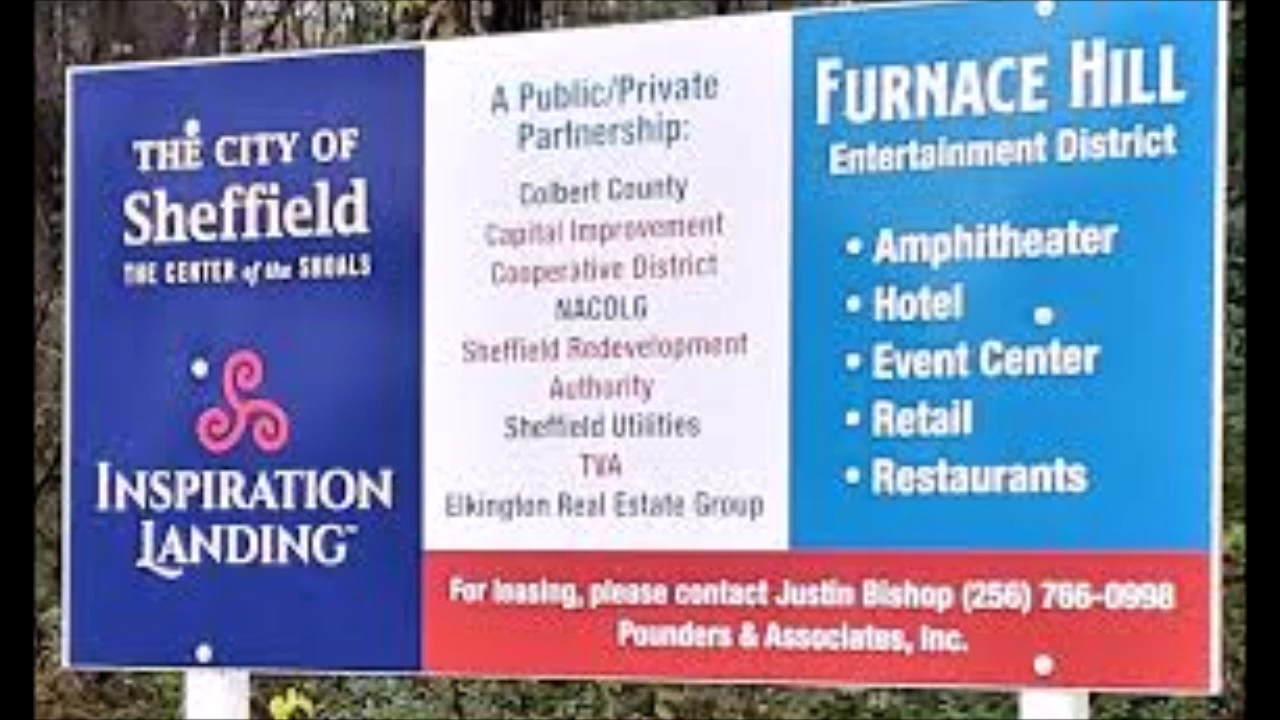 THE CITY OF
Sheffield
THE CENTER of the SHOALS
INSPIRATION
LANDING™
A Public/Private
Partnership:
Colbert County
Capital Improvement
Cooperative District
NACOLG
Sheffield Redevelopment
Authority
Sheffield Utilities
TVA
Elkington Real Estate Group
FURNACE HILL
Entertainment District
• Amphitheater
• Hotel
• Event Center
• Retail
• Restaurants
For leasing, please contact Justin Bishop (256) 766-0998
Pounders & Associates, Inc.